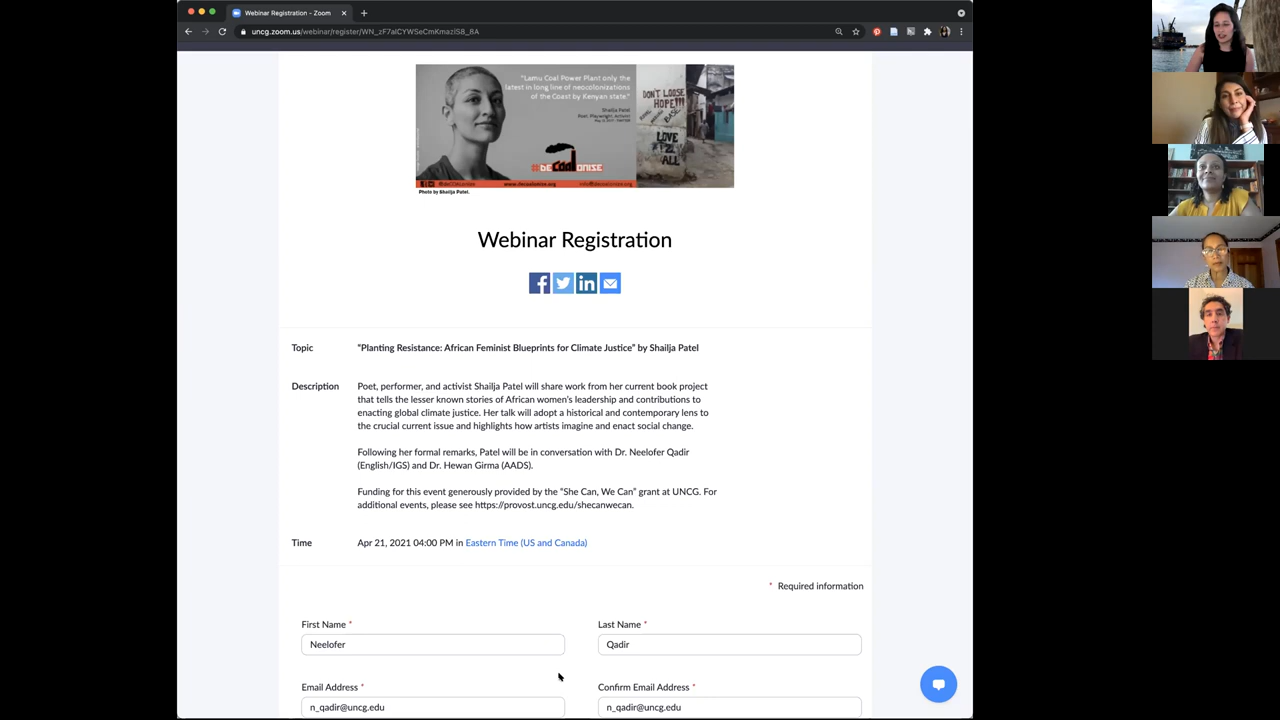 Webinar Registration - Zoom
uncg.zoom.us/webinar/register/WN_zF7aICYWSeCmKmaziS8_8A
"Lamu Coal Power Plant only the
latest in long line of neocolonizations
of the Coast by Kenyan state."
Shailja Patel
Poet, Playwright, Activist
#deCOALonise
www.decoalonise.org
DON'T LOOSE
HOPE!!!
LOVE
ALL
Photo by Shailja Patel.
Webinar Registration
Topic
"Planting Resistance: African Feminist Blueprints for Climate Justice" by Shailja Patel
Description
Poet, performer, and activist Shailja Patel will share work from her current book project
that tells the lesser known stories of African women's leadership and contributions to
enacting global climate justice. Her talk will adopt a historical and contemporary lens to
the crucial current issue and highlights how artists imagine and enact social change.
Following her formal remarks, Patel will be in conversation with Dr. Neelofer Qadir
(English/IGS) and Dr. Hewan Girma (AADS).
Funding for this event generously provided by the "She Can, We Can" grant at UNCG. For
additional events, please see https://provost.uncg.edu/shecanwecan.
Time
Apr 21, 2021 04:00 PM in Eastern Time (US and Canada)
* Required information
First Name *
Last Name *
Neelofer
Qadir
Email Address *
Confirm Email Address *
n_qadir@uncg.edu
n_qadir@uncg.edu